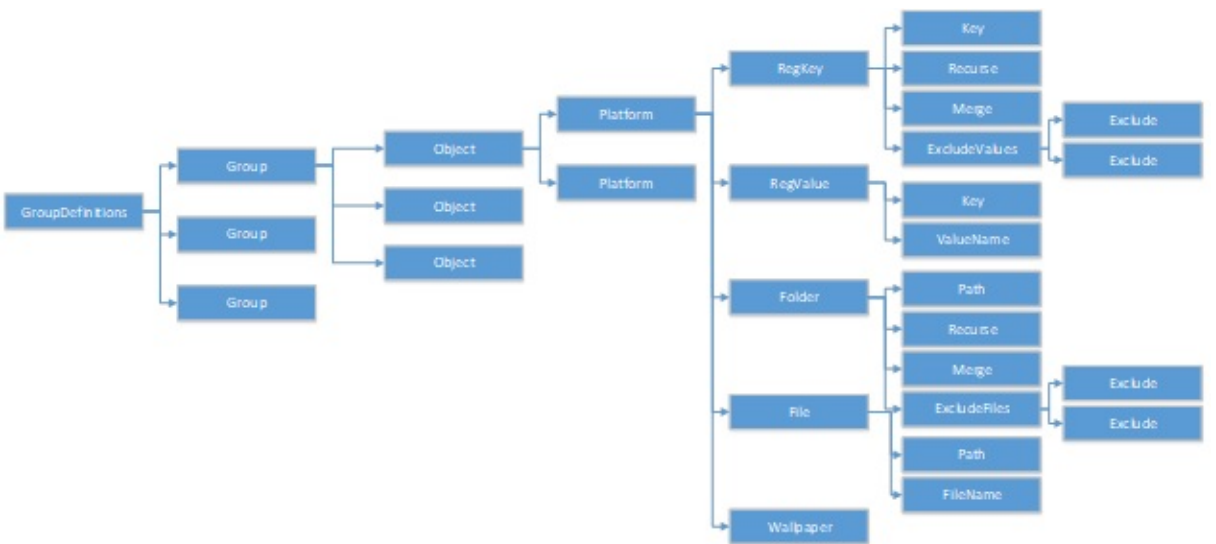 GroupDefinitions
Group
Group
Group
Object
Object
Object
Platform
Platform
RegKey
RegValue
Folder
File
Wallpaper
Key
Recurse
Merge
ExcludeValues
Key
ValueName
Path
Recurse
Merge
ExcludeFiles
Path
FileName
Exclude
Exclude
Exclude
Exclude